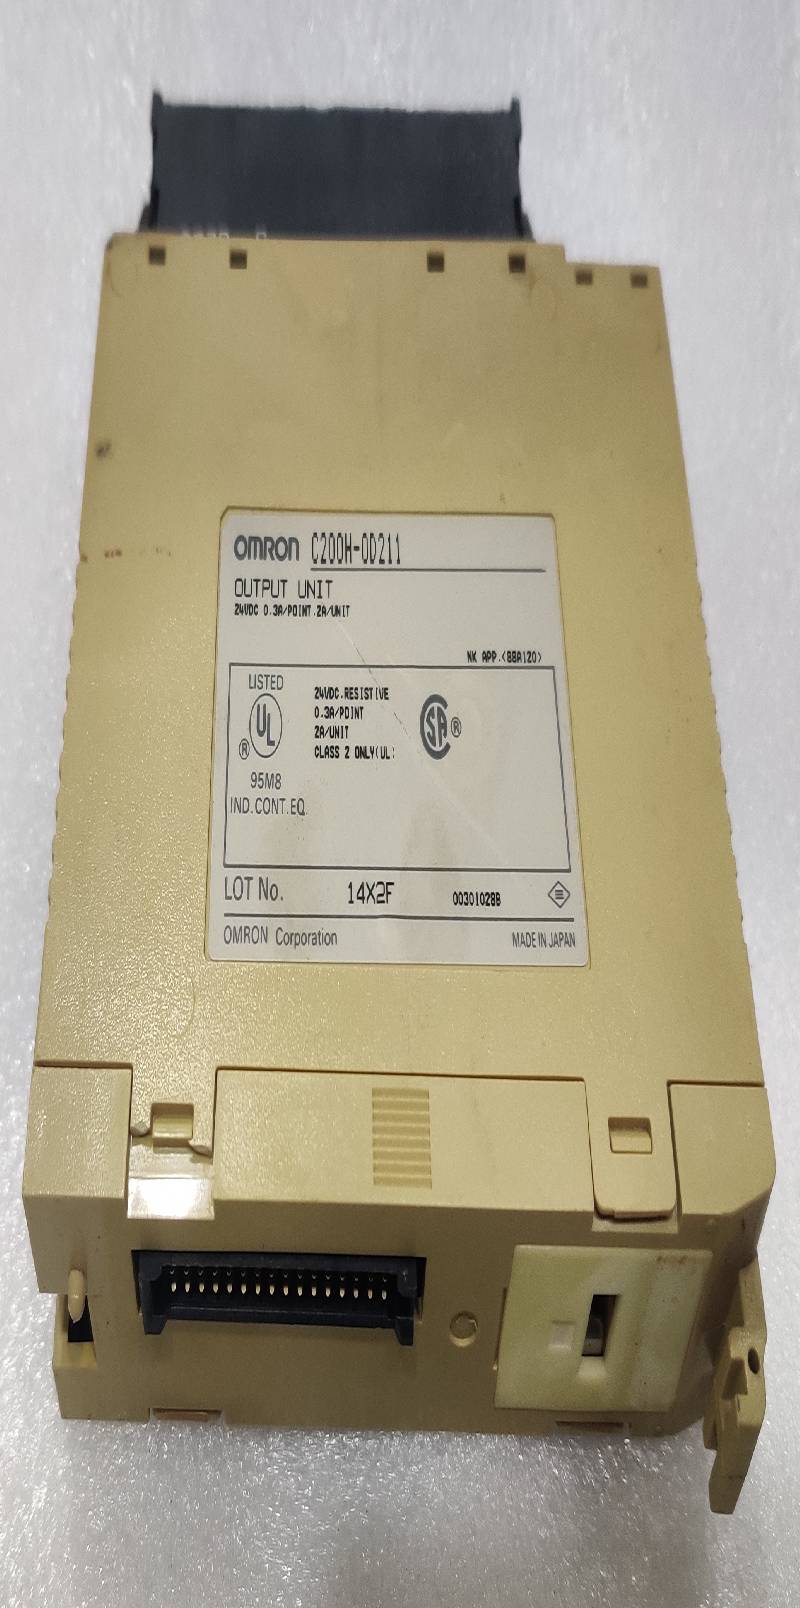 OMRON C200H-OD211
OUTPUT UNIT
24VDC 0.3A/POINT.2A/UNIT
NK APP.<88A120>
LISTED
UL
®
95M8
IND.CONT.EQ.
24VDC.RESISTIVE
0.3A/POINT
2A/UNIT
CLASS 2 ONLY(UL)
SA ®
LOT No. 14X2F 00301028B
OMRON Corporation MADE IN JAPAN